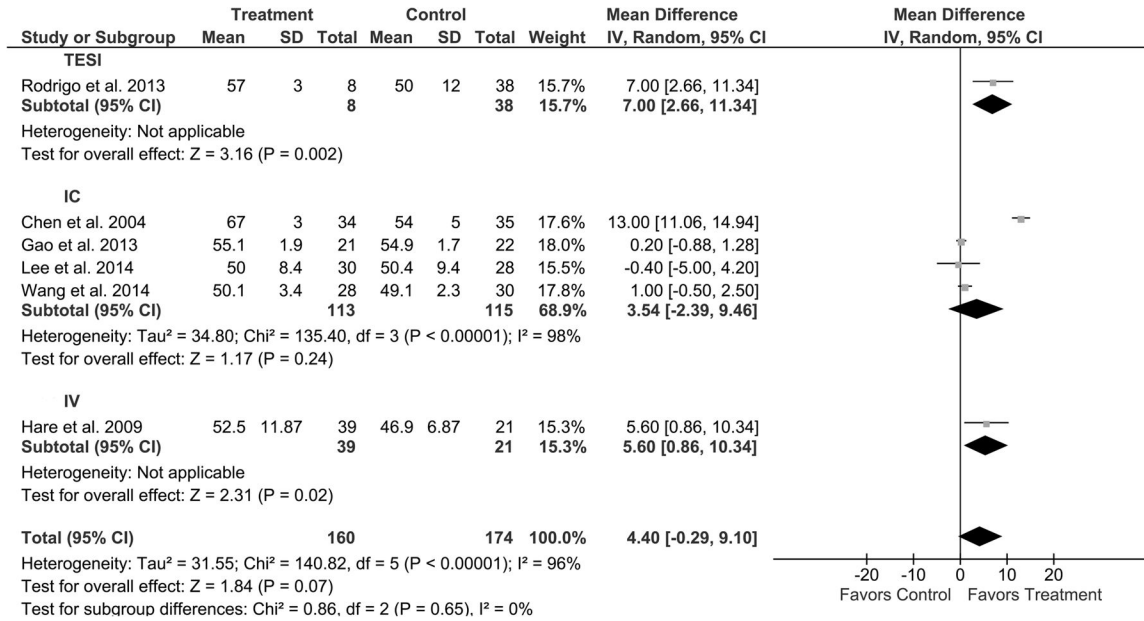 Treatment Control Mean Difference Mean Difference
Study or Subgroup Mean SD Total Mean SD Total Weight IV, Random, 95% CI IV, Random, 95% CI
TESI
Rodrigo et al. 2013 57 3 8 50 12 38 15.7% 7.00 [2.66, 11.34]
Subtotal (95% CI) 8 38 15.7% 7.00 [2.66, 11.34]
Heterogeneity: Not applicable
Test for overall effect: Z = 3.16 (P = 0.002)
IC
Chen et al. 2004 67 3 34 54 5 35 17.6% 13.00 [11.06, 14.94]
Gao et al. 2013 55.1 1.9 21 54.9 1.7 22 18.0% 0.20 [-0.88, 1.28]
Lee et al. 2014 50 8.4 30 50.4 9.4 28 15.5% -0.40 [-5.00, 4.20]
Wang et al. 2014 50.1 3.4 28 49.1 2.3 30 17.8% 1.00 [-0.50, 2.50]
Subtotal (95% CI) 113 115 68.9% 3.54 [-2.39, 9.46]
Heterogeneity: Tau² = 34.80; Chi² = 135.40, df = 3 (P < 0.00001); I² = 98%
Test for overall effect: Z = 1.17 (P = 0.24)
IV
Hare et al. 2009 52.5 11.87 39 46.9 6.87 21 15.3% 5.60 [0.86, 10.34]
Subtotal (95% CI) 39 21 15.3% 5.60 [0.86, 10.34]
Heterogeneity: Not applicable
Test for overall effect: Z = 2.31 (P = 0.02)
Total (95% CI) 160 174 100.0% 4.40 [-0.29, 9.10]
Heterogeneity: Tau² = 31.55; Chi² = 140.82, df = 5 (P < 0.00001); I² = 96%
Test for overall effect: Z = 1.84 (P = 0.07)
Test for subgroup differences: Chi² = 0.86, df = 2 (P = 0.65), I² = 0%
-20 -10 0 10 20
Favors Control Favors Treatment